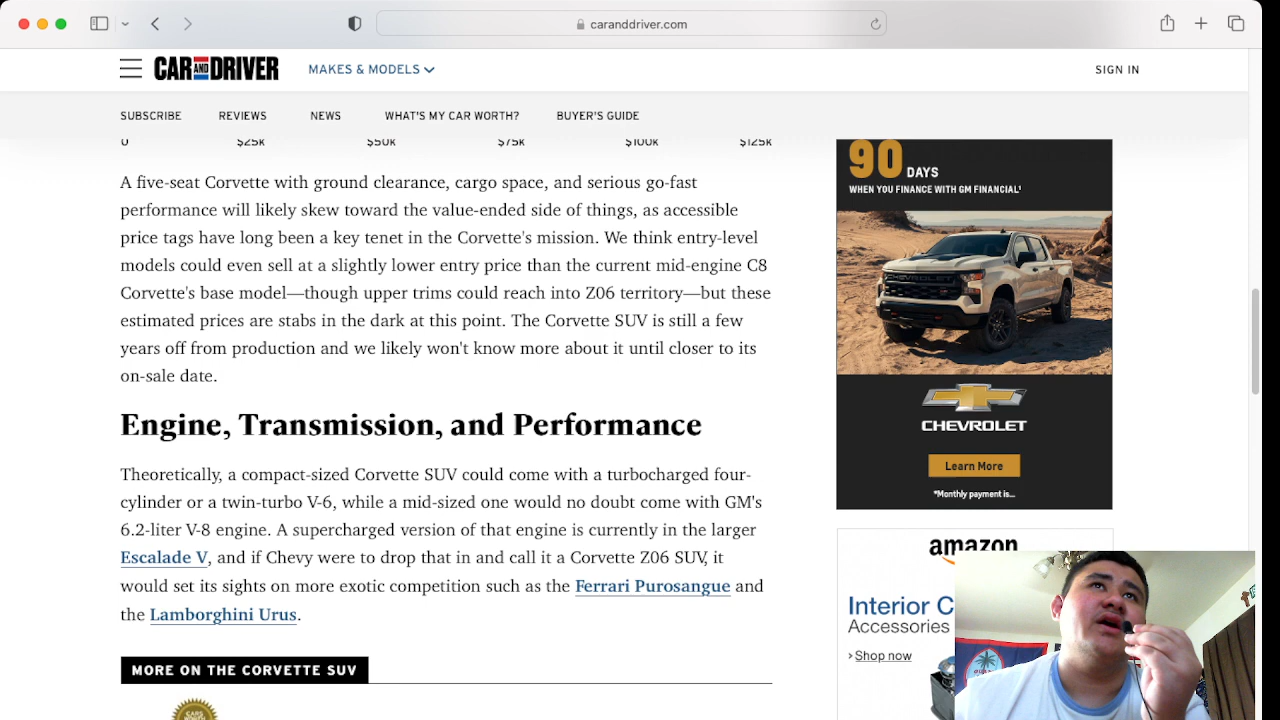 caranddriver.com
CAR AND DRIVER
MAKES & MODELS
SIGN IN
SUBSCRIBE
REVIEWS
NEWS
WHAT'S MY CAR WORTH?
BUYER'S GUIDE
0 $25k $50k $75k $100k $125k
A five-seat Corvette with ground clearance, cargo space, and serious go-fast
performance will likely skew toward the value-ended side of things, as accessible
price tags have long been a key tenet in the Corvette's mission. We think entry-level
models could even sell at a slightly lower entry price than the current mid-engine C8
Corvette's base model—though upper trims could reach into Z06 territory—but these
estimated prices are stabs in the dark at this point. The Corvette SUV is still a few
years off from production and we likely won't know more about it until closer to its
on-sale date.
Engine, Transmission, and Performance
Theoretically, a compact-sized Corvette SUV could come with a turbocharged four-
cylinder or a twin-turbo V-6, while a mid-sized one would no doubt come with GM's
6.2-liter V-8 engine. A supercharged version of that engine is currently in the larger
Escalade V, and if Chevy were to drop that in and call it a Corvette Z06 SUV, it
would set its sights on more exotic competition such as the Ferrari Purosangue and
the Lamborghini Urus.
MORE ON THE CORVETTE SUV
90 DAYS
WHEN YOU FINANCE WITH GM FINANCIAL¹
CHEVROLET
Learn More
*Monthly payment is...
amazon
Interior C
Accessories
› Shop now